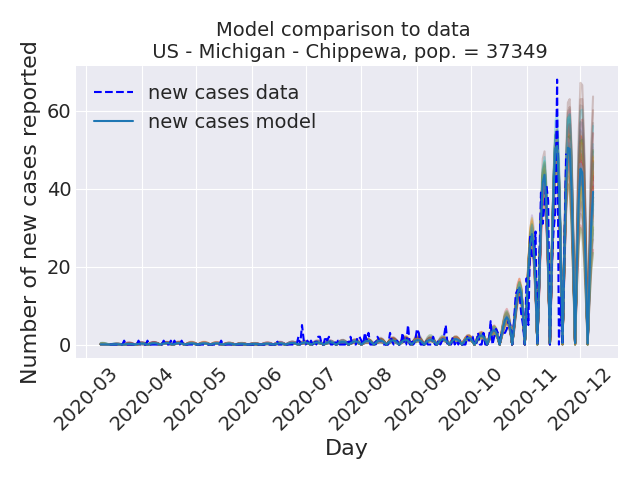 Model comparison to data
US - Michigan - Chippewa, pop. = 37349
Number of new cases reported
60
40
20
0
new cases data
new cases model
2020-03
2020-04
2020-05
2020-06
2020-07
2020-08
2020-09
2020-10
2020-11
2020-12
Day